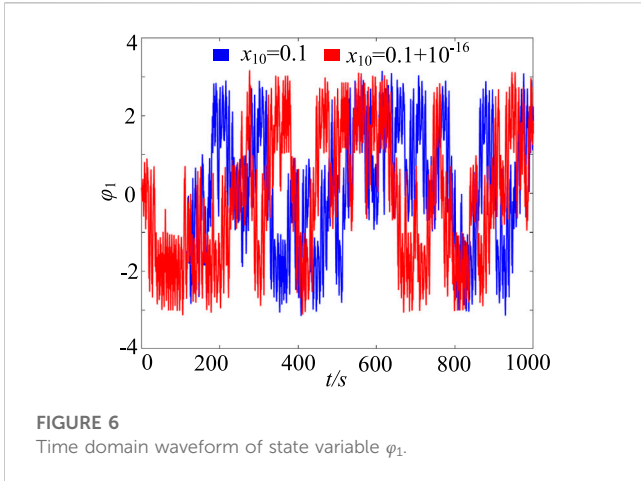 4
x₁₀=0.1 x₁₀=0.1+10⁻¹⁶
2
φ₁
0
-2
-4
0 200 400 600 800 1000
t/s
FIGURE 6
Time domain waveform of state variable φ₁.